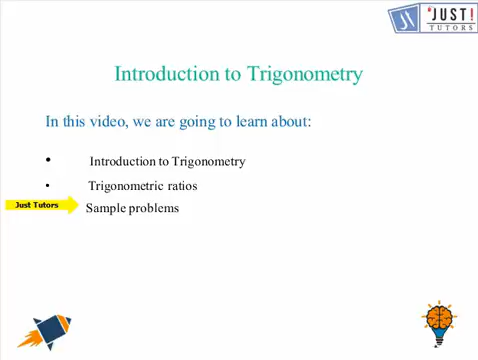 JUST!
TUTORS
Introduction to Trigonometry
In this video, we are going to learn about:
• Introduction to Trigonometry
• Trigonometric ratios
Just Tutors
Sample problems